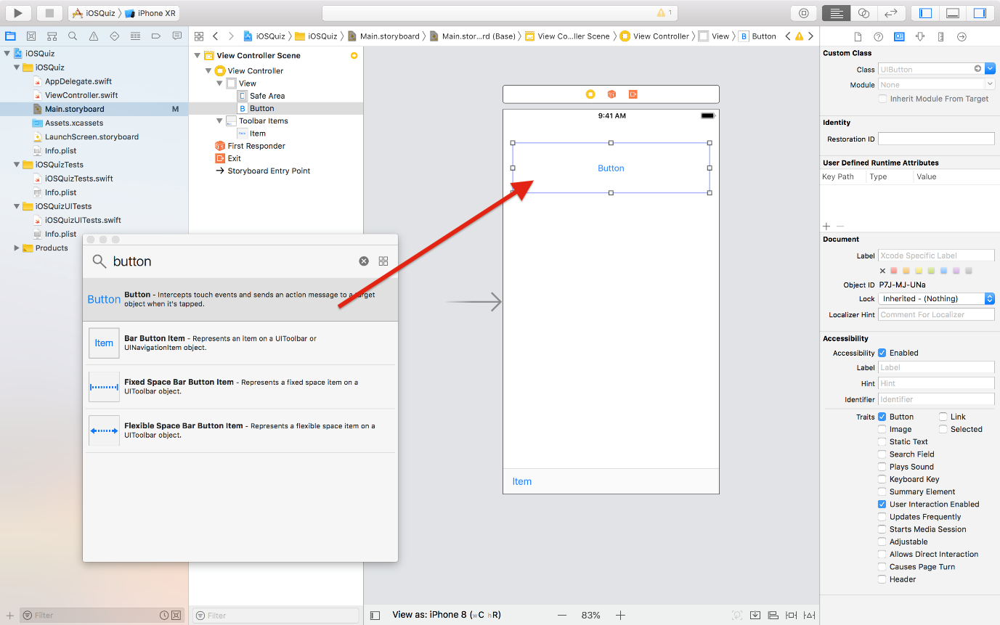 iOSQuiz
iPhone XR
1
iOSQuiz
iOSQuiz
Main.storyboard
Main.stor...rd (Base)
View Co...ller Scene
View Controller
View
B Button
iOSQuiz
iOSQuiz
AppDelegate.swift
ViewController.swift
Main.storyboard M
Assets.xcassets
LaunchScreen.storyboard
Info.plist
iOSQuizTests
iOSQuizTests.swift
Info.plist
iOSQuizUITests
iOSQuizUITests.swift
Info.plist
Products
Filter
View Controller Scene
View Controller
View
Safe Area
B Button
Toolbar Items
Item Item
First Responder
Exit
Storyboard Entry Point
Filter
button
Button
Button - Intercepts touch events and sends an action message to a target
object when it's tapped.
Item
Bar Button Item - Represents an item on a UIToolbar or
UINavigationItem object.
Fixed Space Bar Button Item - Represents a fixed space item on a
UIToolbar object.
Flexible Space Bar Button Item - Represents a flexible space item on a
UIToolbar object.
9:41 AM
Button
Item
View as: iPhone 8 (wC hR)
83%
Custom Class
Class UIButton
Module None
Inherit Module From Target
Identity
Restoration ID
User Defined Runtime Attributes
Key Path Type Value
Document
Label Xcode Specific Label
Object ID P7J-MJ-UNa
Lock Inherited - (Nothing)
Localizer Hint Comment For Localizer
Accessibility
Accessibility Enabled
Label Label
Hint Hint
Identifier Identifier
Traits Button Link
Image Selected
Static Text
Search Field
Plays Sound
Keyboard Key
Summary Element
User Interaction Enabled
Updates Frequently
Starts Media Session
Adjustable
Allows Direct Interaction
Causes Page Turn
Header